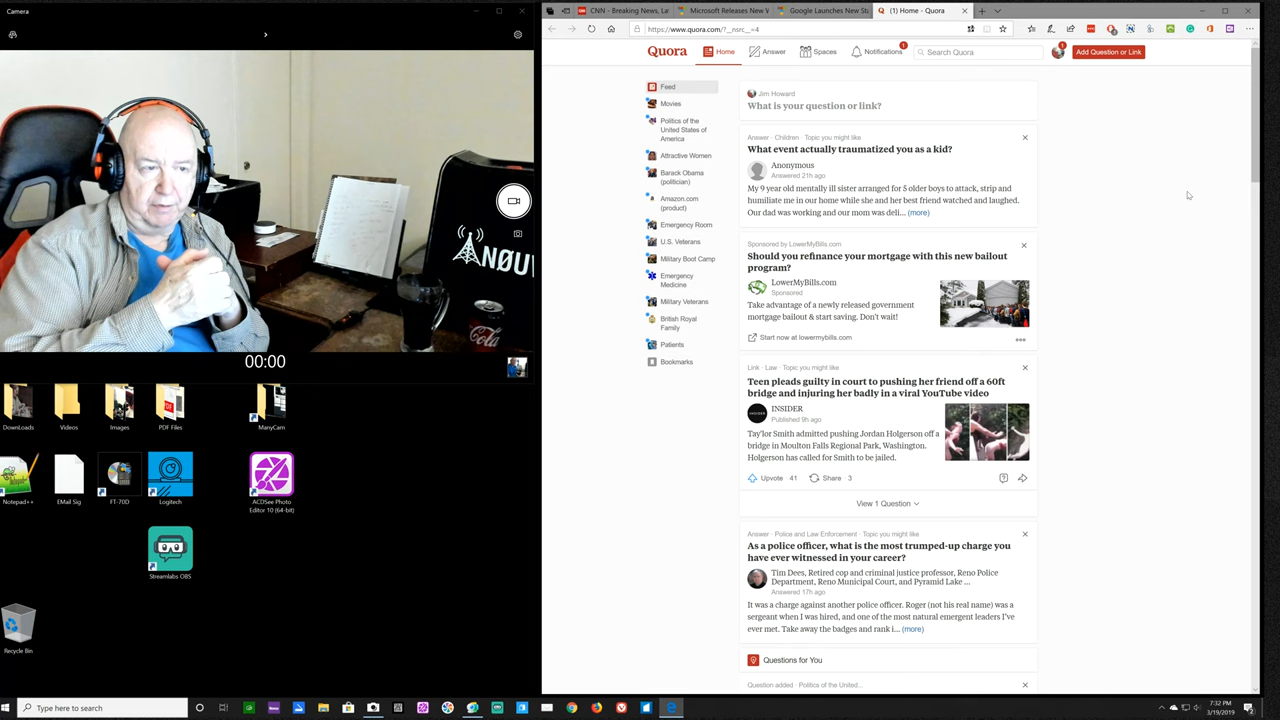 Camera
CNN - Breaking News, La
Microsoft Releases New V
Google Launches New Sta
(1) Home - Quora
https://www.quora.com/?__nsrc__=4
Quora
Home
Answer
Spaces
Notifications
1
Search Quora
1
Add Question or Link
Feed
Movies
Politics of the
United States of
America
Attractive Women
Barack Obama
(politician)
Amazon.com
(product)
Emergency Room
U.S. Veterans
Military Boot Camp
Emergency
Medicine
Military Veterans
British Royal
Family
Patients
Bookmarks
Jim Howard
What is your question or link?
Answer · Children · Topic you might like
What event actually traumatized you as a kid?
Anonymous
Answered 21h ago
My 9 year old mentally ill sister arranged for 5 older boys to attack, strip and
humiliate me in our home while she and her best friend watched and laughed.
Our dad was working and our mom was deli... (more)
Sponsored by LowerMyBills.com
Should you refinance your mortgage with this new bailout
program?
LowerMyBills.com
Sponsored
Take advantage of a newly released government
mortgage bailout & start saving. Don't wait!
Start now at lowermybills.com
Link · Law · Topic you might like
Teen pleads guilty in court to pushing her friend off a 60ft
bridge and injuring her badly in a viral YouTube video
INSIDER
Published 9h ago
Tay'lor Smith admitted pushing Jordan Holgerson off a
bridge in Moulton Falls Regional Park, Washington.
Holgerson has called for Smith to be jailed.
Upvote 41
Share 3
View 1 Question
Answer · Police and Law Enforcement · Topic you might like
As a police officer, what is the most trumped-up charge you
have ever witnessed in your career?
Tim Dees, Retired cop and criminal justice professor, Reno Police
Department, Reno Municipal Court, and Pyramid Lake ...
Answered 17h ago
It was a charge against another police officer. Roger (not his real name) was a
sergeant when I was hired, and one of the most natural emergent leaders I've
ever met. Take away the badges and rank i... (more)
Questions for You
Question added · Politics of the United...
Coca-Cola
00:00
DownLoads
Videos
Images
PDF Files
ManyCam
Notepad++
EMail Sig
FT-70D
Logitech
ACDSee Photo
Editor 10 (64-bit)
Streamlabs OBS
Recycle Bin
Type here to search
7:32 PM
3/19/2019